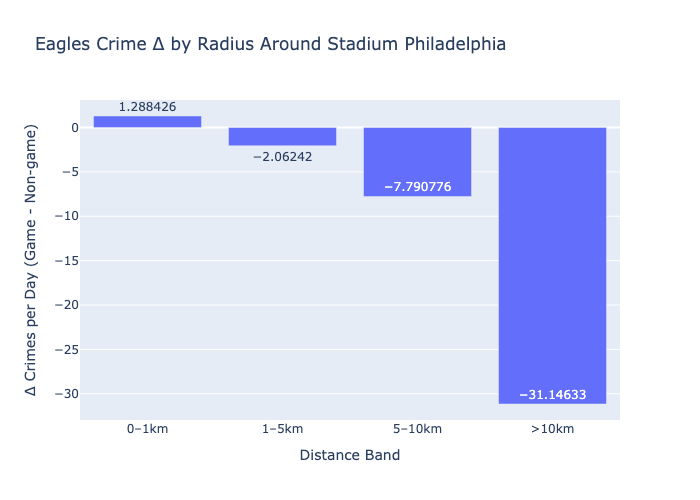 Eagles Crime Δ by Radius Around Stadium Philadelphia
1.288426
−2.06242
−7.790776
−31.14633
0
−5
−10
−15
−20
−25
−30
Δ Crimes per Day (Game - Non-game)
0–1km
1–5km
5–10km
>10km
Distance Band